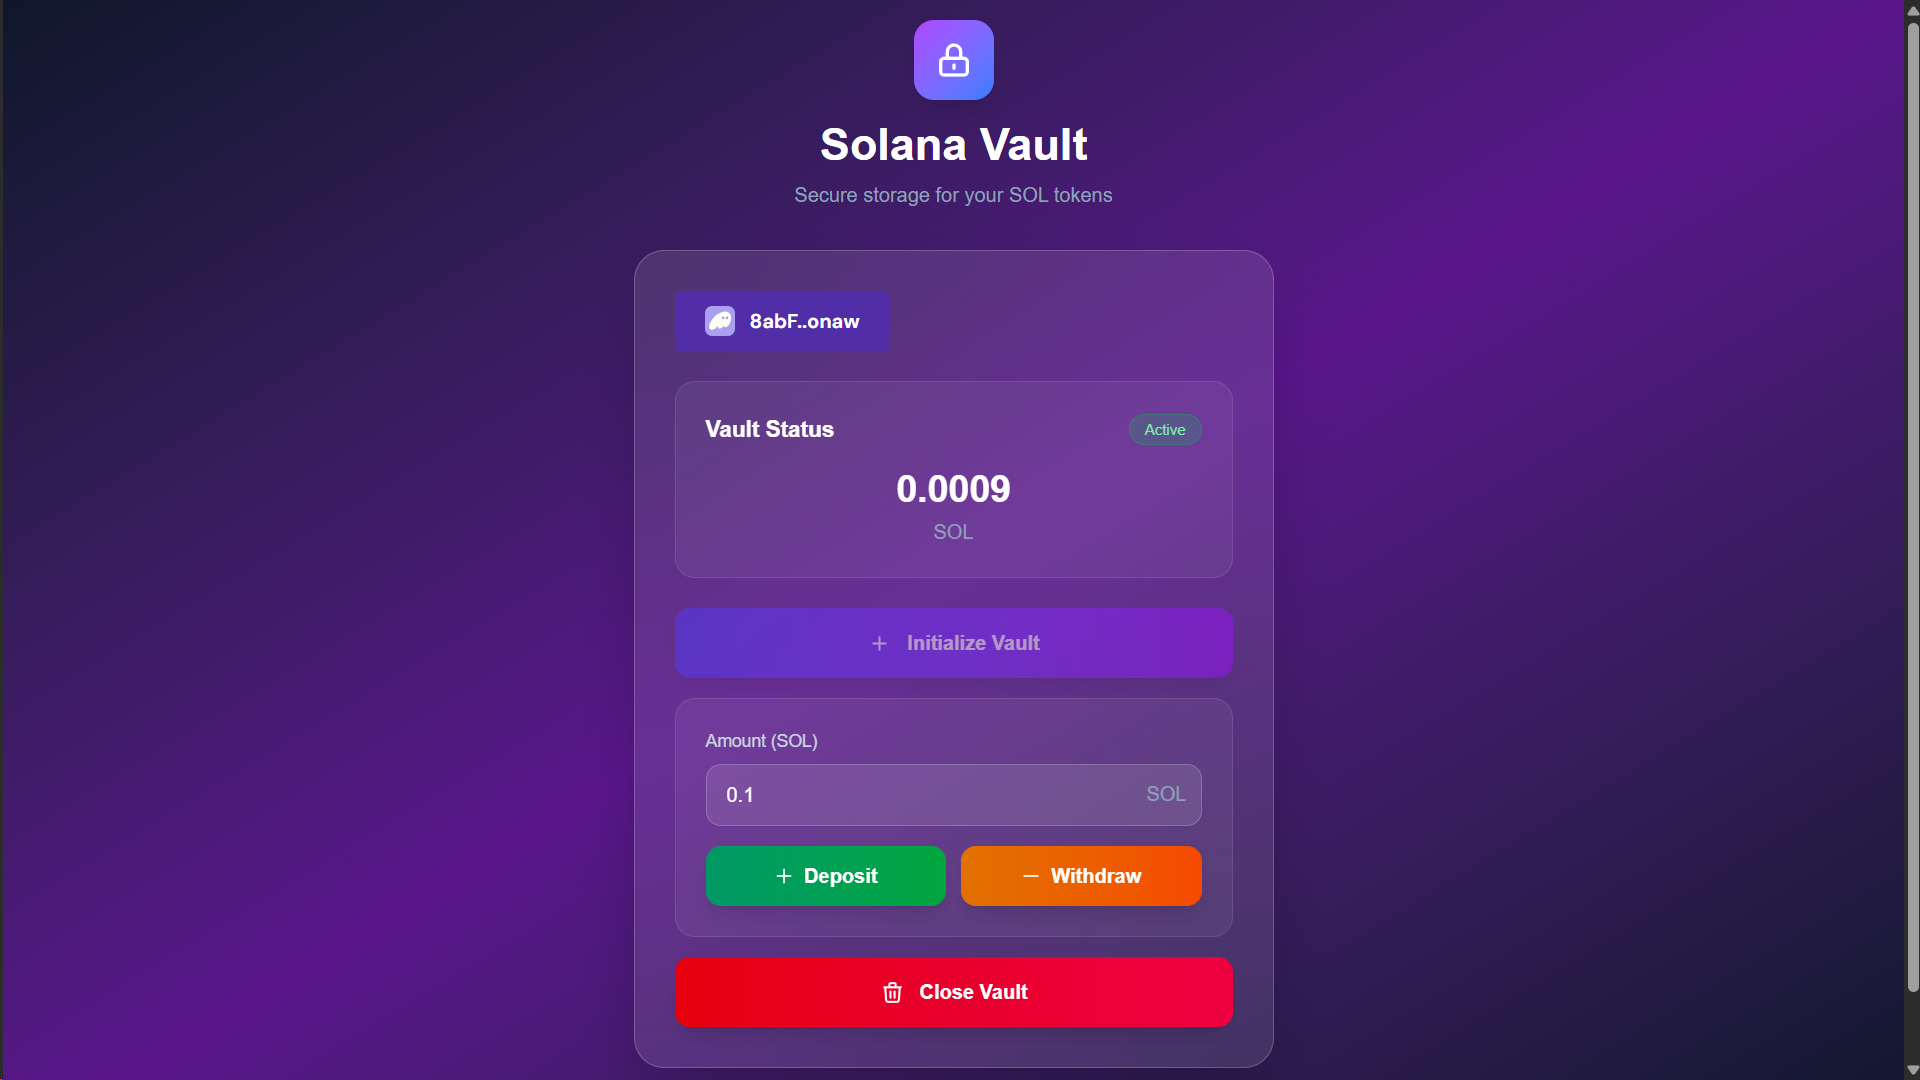 Solana Vault
Secure storage for your SOL tokens
8abF..onaw
Vault Status
Active
0.0009
SOL
Initialize Vault
Amount (SOL)
0.1
SOL
Deposit
Withdraw
Close Vault